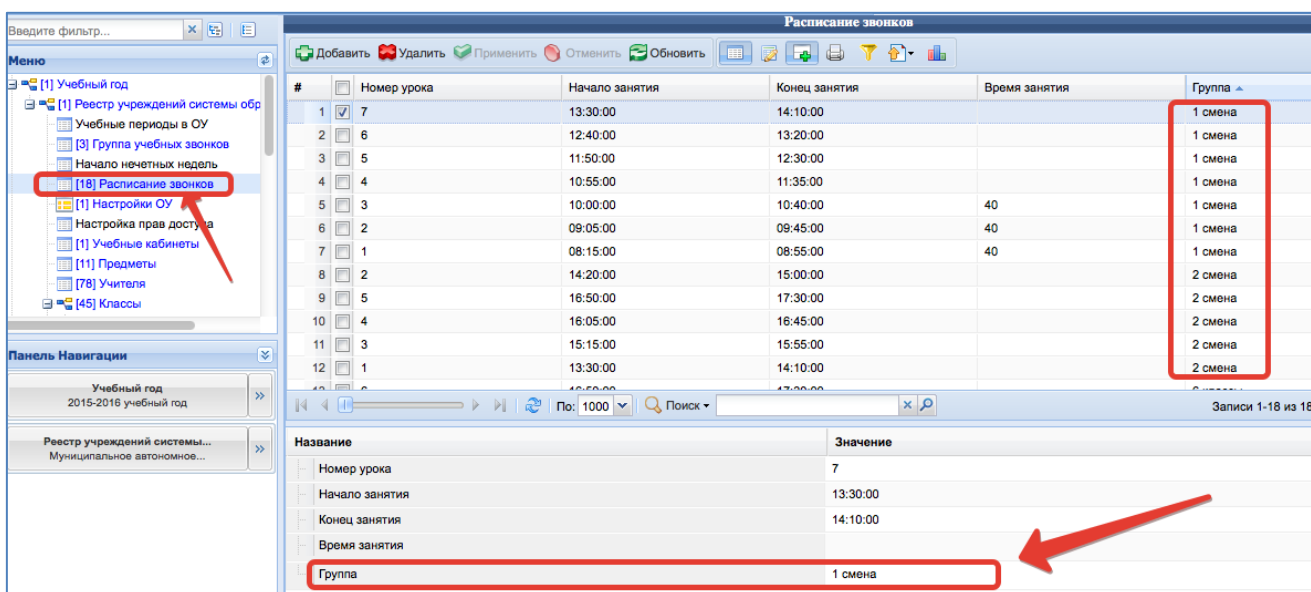 Расписание звонков
Введите фильтр...
Добавить Удалить Применить Отменить Обновить
Меню
[1] Учебный год
[1] Реестр учреждений системы обр
Учебные периоды в ОУ
[3] Группа учебных звонков
Начало нечетных недель
[18] Расписание звонков
[1] Настройки ОУ
Настройка прав доступа
[1] Учебные кабинеты
[11] Предметы
[78] Учителя
[45] Классы
Панель Навигации
Учебный год
2015-2016 учебный год
Реестр учреждений системы...
Муниципальное автономное...
# Номер урока Начало занятия Конец занятия Время занятия Группа
1 7 13:30:00 14:10:00 1 смена
2 6 12:40:00 13:20:00 1 смена
3 5 11:50:00 12:30:00 1 смена
4 4 10:55:00 11:35:00 1 смена
5 3 10:00:00 10:40:00 40 1 смена
6 2 09:05:00 09:45:00 40 1 смена
7 1 08:15:00 08:55:00 40 1 смена
8 2 14:20:00 15:00:00 2 смена
9 5 16:50:00 17:30:00 2 смена
10 4 16:05:00 16:45:00 2 смена
11 3 15:15:00 15:55:00 2 смена
12 1 13:30:00 14:10:00 2 смена
По: 1000 Поиск Записи 1-18 из 18
Название Значение
Номер урока 7
Начало занятия 13:30:00
Конец занятия 14:10:00
Время занятия
Группа 1 смена